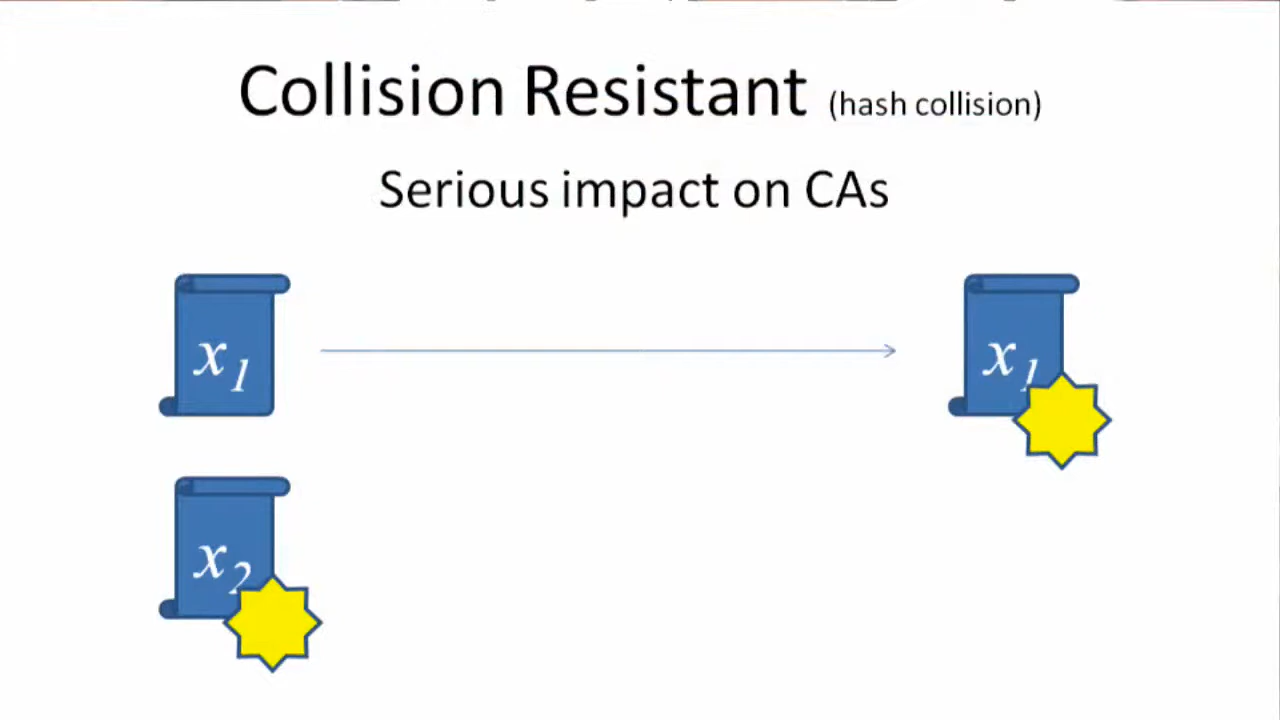 Collision Resistant (hash collision)
Serious impact on CAs
x1
x1
x2